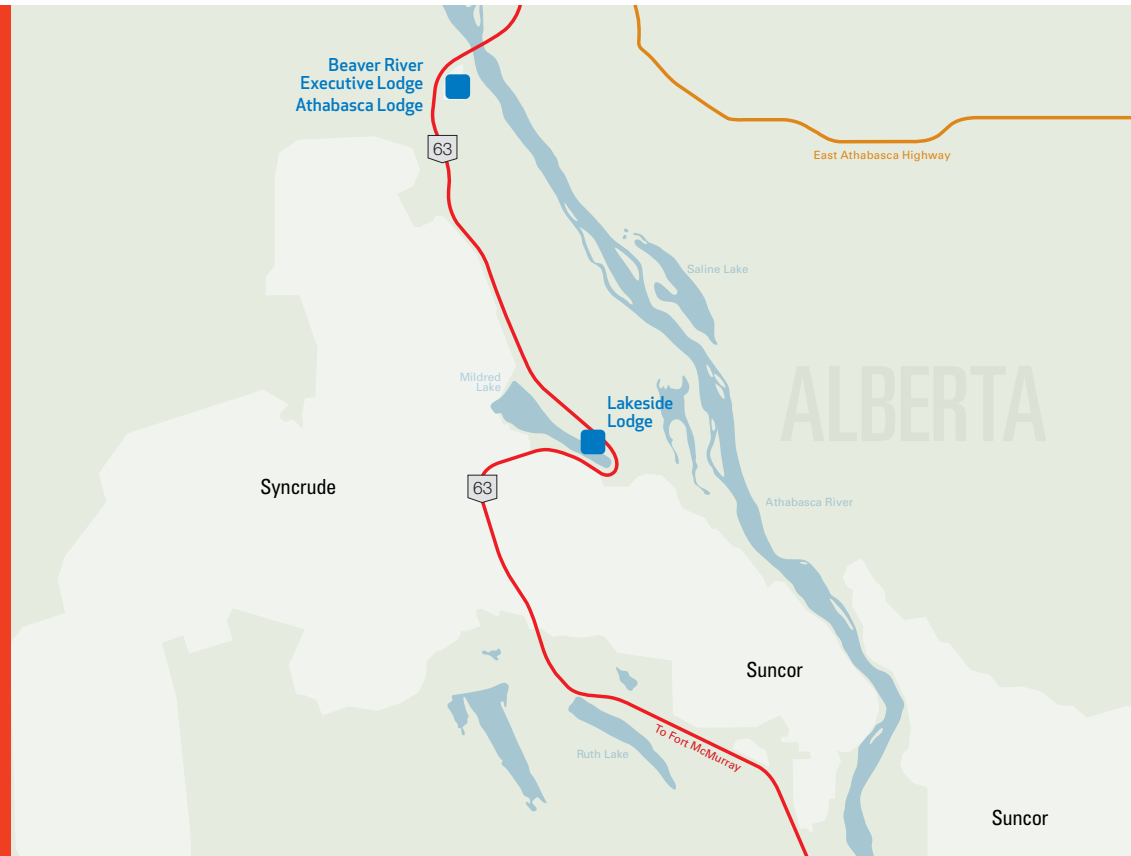 Beaver River
Executive Lodge
Athabasca Lodge
63
East Athabasca Highway
Saline Lake
Mildred
Lake
ALBERTA
Lakeside
Lodge
Syncrude
63
Athabasca River
Suncor
To Fort McMurray
Ruth Lake
Suncor